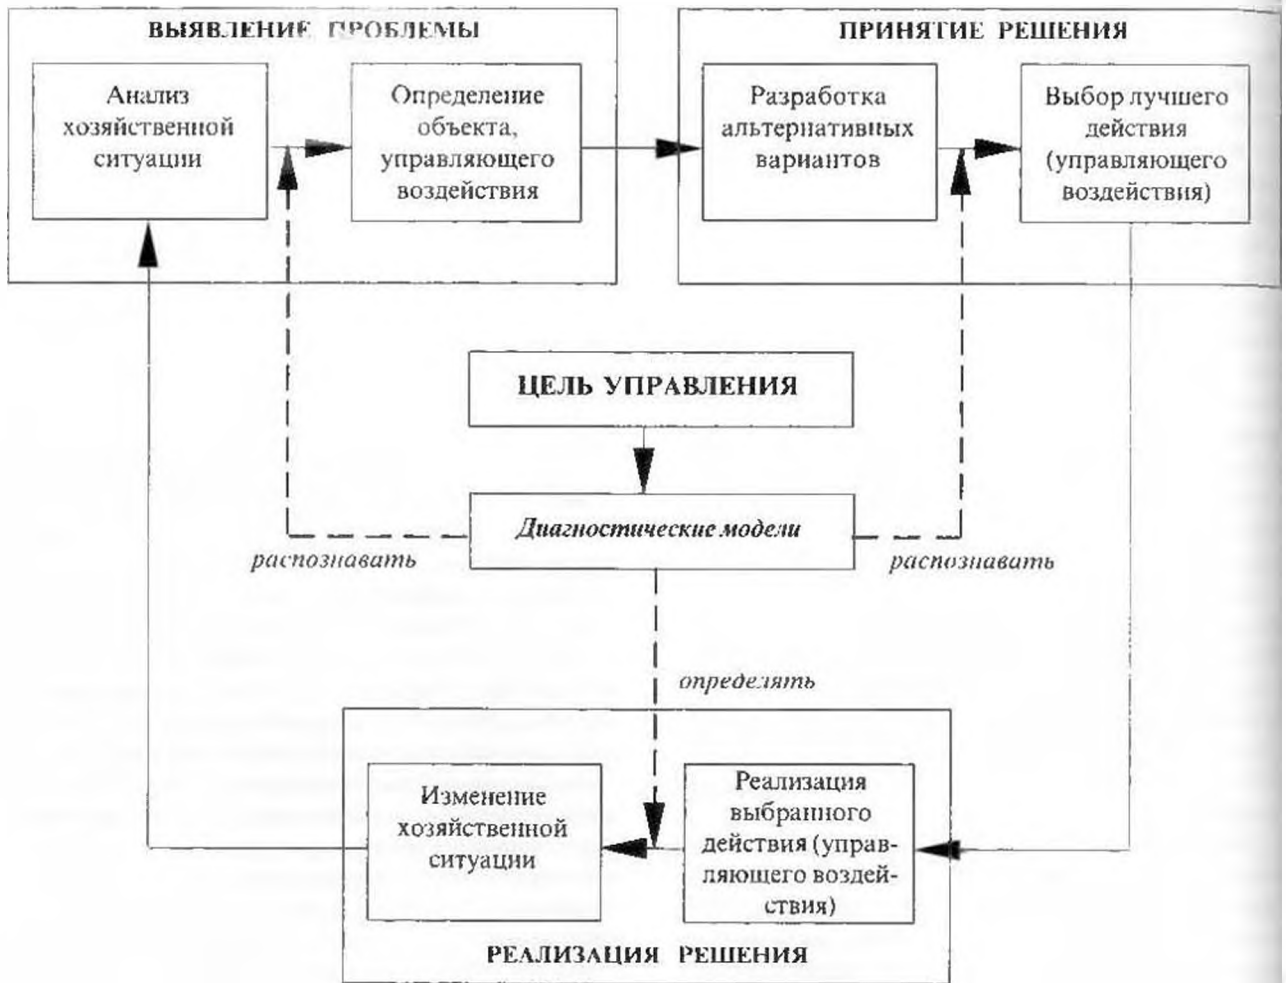 ВЫЯВЛЕНИЕ ПРОБЛЕМЫ
Анализ
хозяйственной
ситуации
Определение
объекта,
управляющего
воздействия
ПРИНЯТИЕ РЕШЕНИЯ
Разработка
альтернативных
вариантов
Выбор лучшего
действия
(управляющего
воздействия)
ЦЕЛЬ УПРАВЛЕНИЯ
Диагностические модели
распознавать
распознавать
определять
Изменение
хозяйственной
ситуации
Реализация
выбранного
действия (управ-
ляющего воздей-
ствия)
РЕАЛИЗАЦИЯ РЕШЕНИЯ